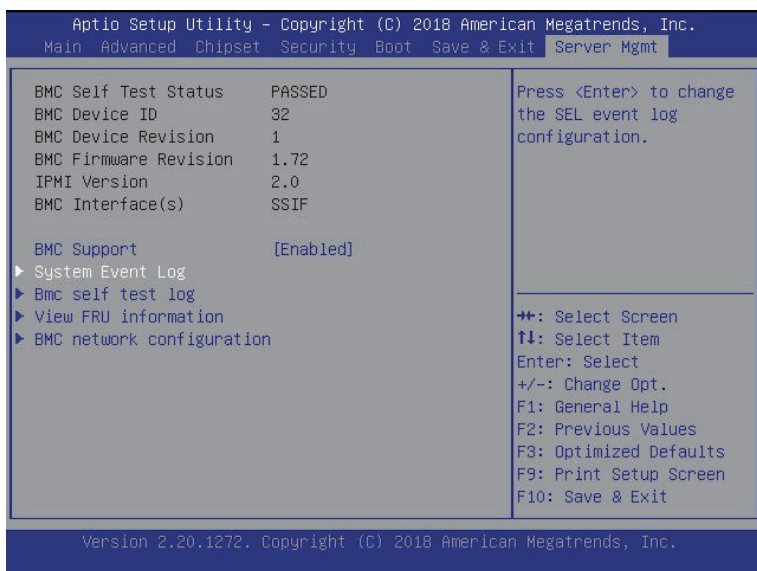 Aptio Setup Utility – Copyright (C) 2018 American Megatrends, Inc.
Main Advanced Chipset Security Boot Save & Exit Server Mgmt
BMC Self Test Status PASSED
BMC Device ID 32
BMC Device Revision 1
BMC Firmware Revision 1.72
IPMI Version 2.0
BMC Interface(s) SSIF
BMC Support [Enabled]
System Event Log
Bmc self test log
View FRU information
BMC network configuration
Press <Enter> to change
the SEL event log
configuration.
→←: Select Screen
↑↓: Select Item
Enter: Select
+/-: Change Opt.
F1: General Help
F2: Previous Values
F3: Optimized Defaults
F9: Print Setup Screen
F10: Save & Exit
Version 2.20.1272. Copyright (C) 2018 American Megatrends, Inc.